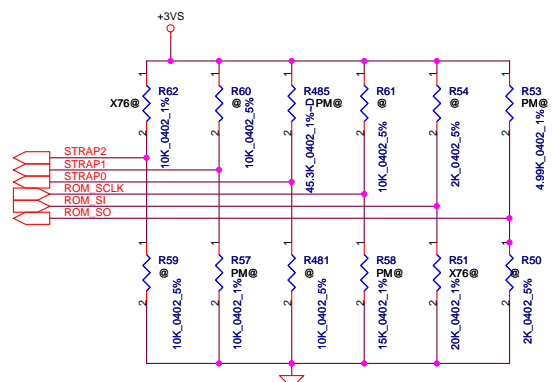 +3VS
1 1 1 1 1 1
R62 R60 R485 R61 R54 R53
X76@ @ PM@ @ @ PM@
10K_0402_1% 10K_0402_5% 45.3K_0402_1%~D 10K_0402_5% 2K_0402_5% 4.99K_0402_1%
2 2 2 2 2 2
STRAP2
STRAP1
STRAP0
ROM_SCLK
ROM_SI
ROM_SO
1 1 1 1 1 1
R59 R57 R481 R58 R51 R50
@ PM@ @ PM@ X76@ @
10K_0402_5% 10K_0402_1% 10K_0402_5% 15K_0402_1% 20K_0402_1% 2K_0402_5%
2 2 2 2 2 2